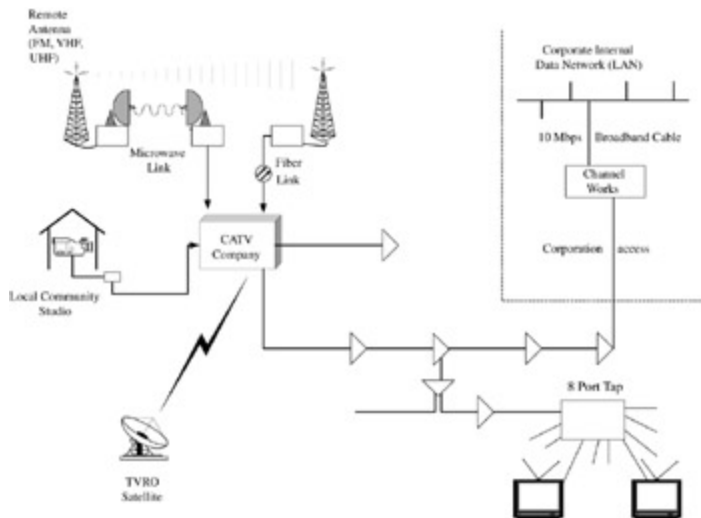 Remote
Antenna
(FM, VHF,
UHF)
Microwave
Link
Fiber
Link
CATV
Company
Local Community
Studio
TVRO
Satellite
Corporate Internal
Data Network (LAN)
10 Mbps
Broadband Cable
Channel
Works
Corporation access
8 Port Tap